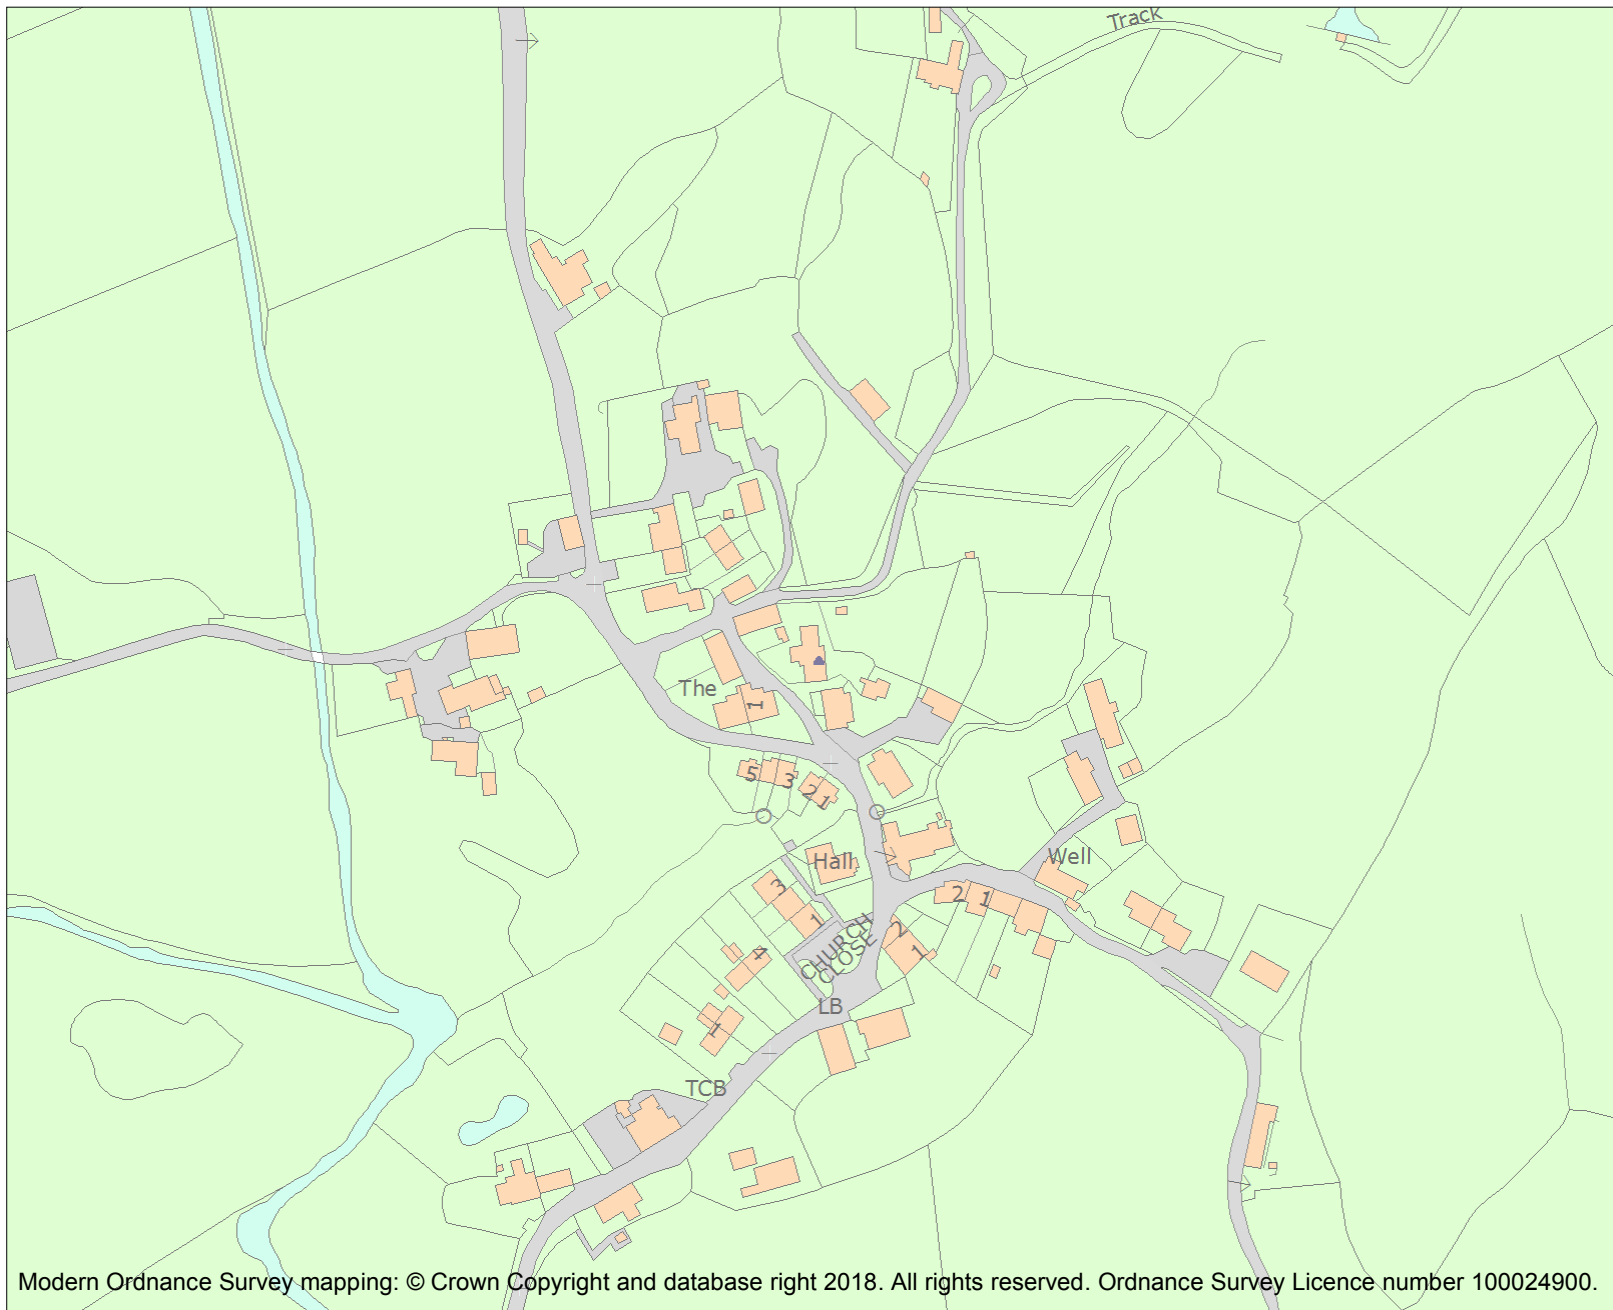 Track
The
1
5
3
2
1
Hall
Well
3
1
2
1
CHURCH
CLOSE
2
1
4
LB
1
TCB
Modern Ordnance Survey mapping: © Crown Copyright and database right 2018. All rights reserved. Ordnance Survey Licence number 100024900.